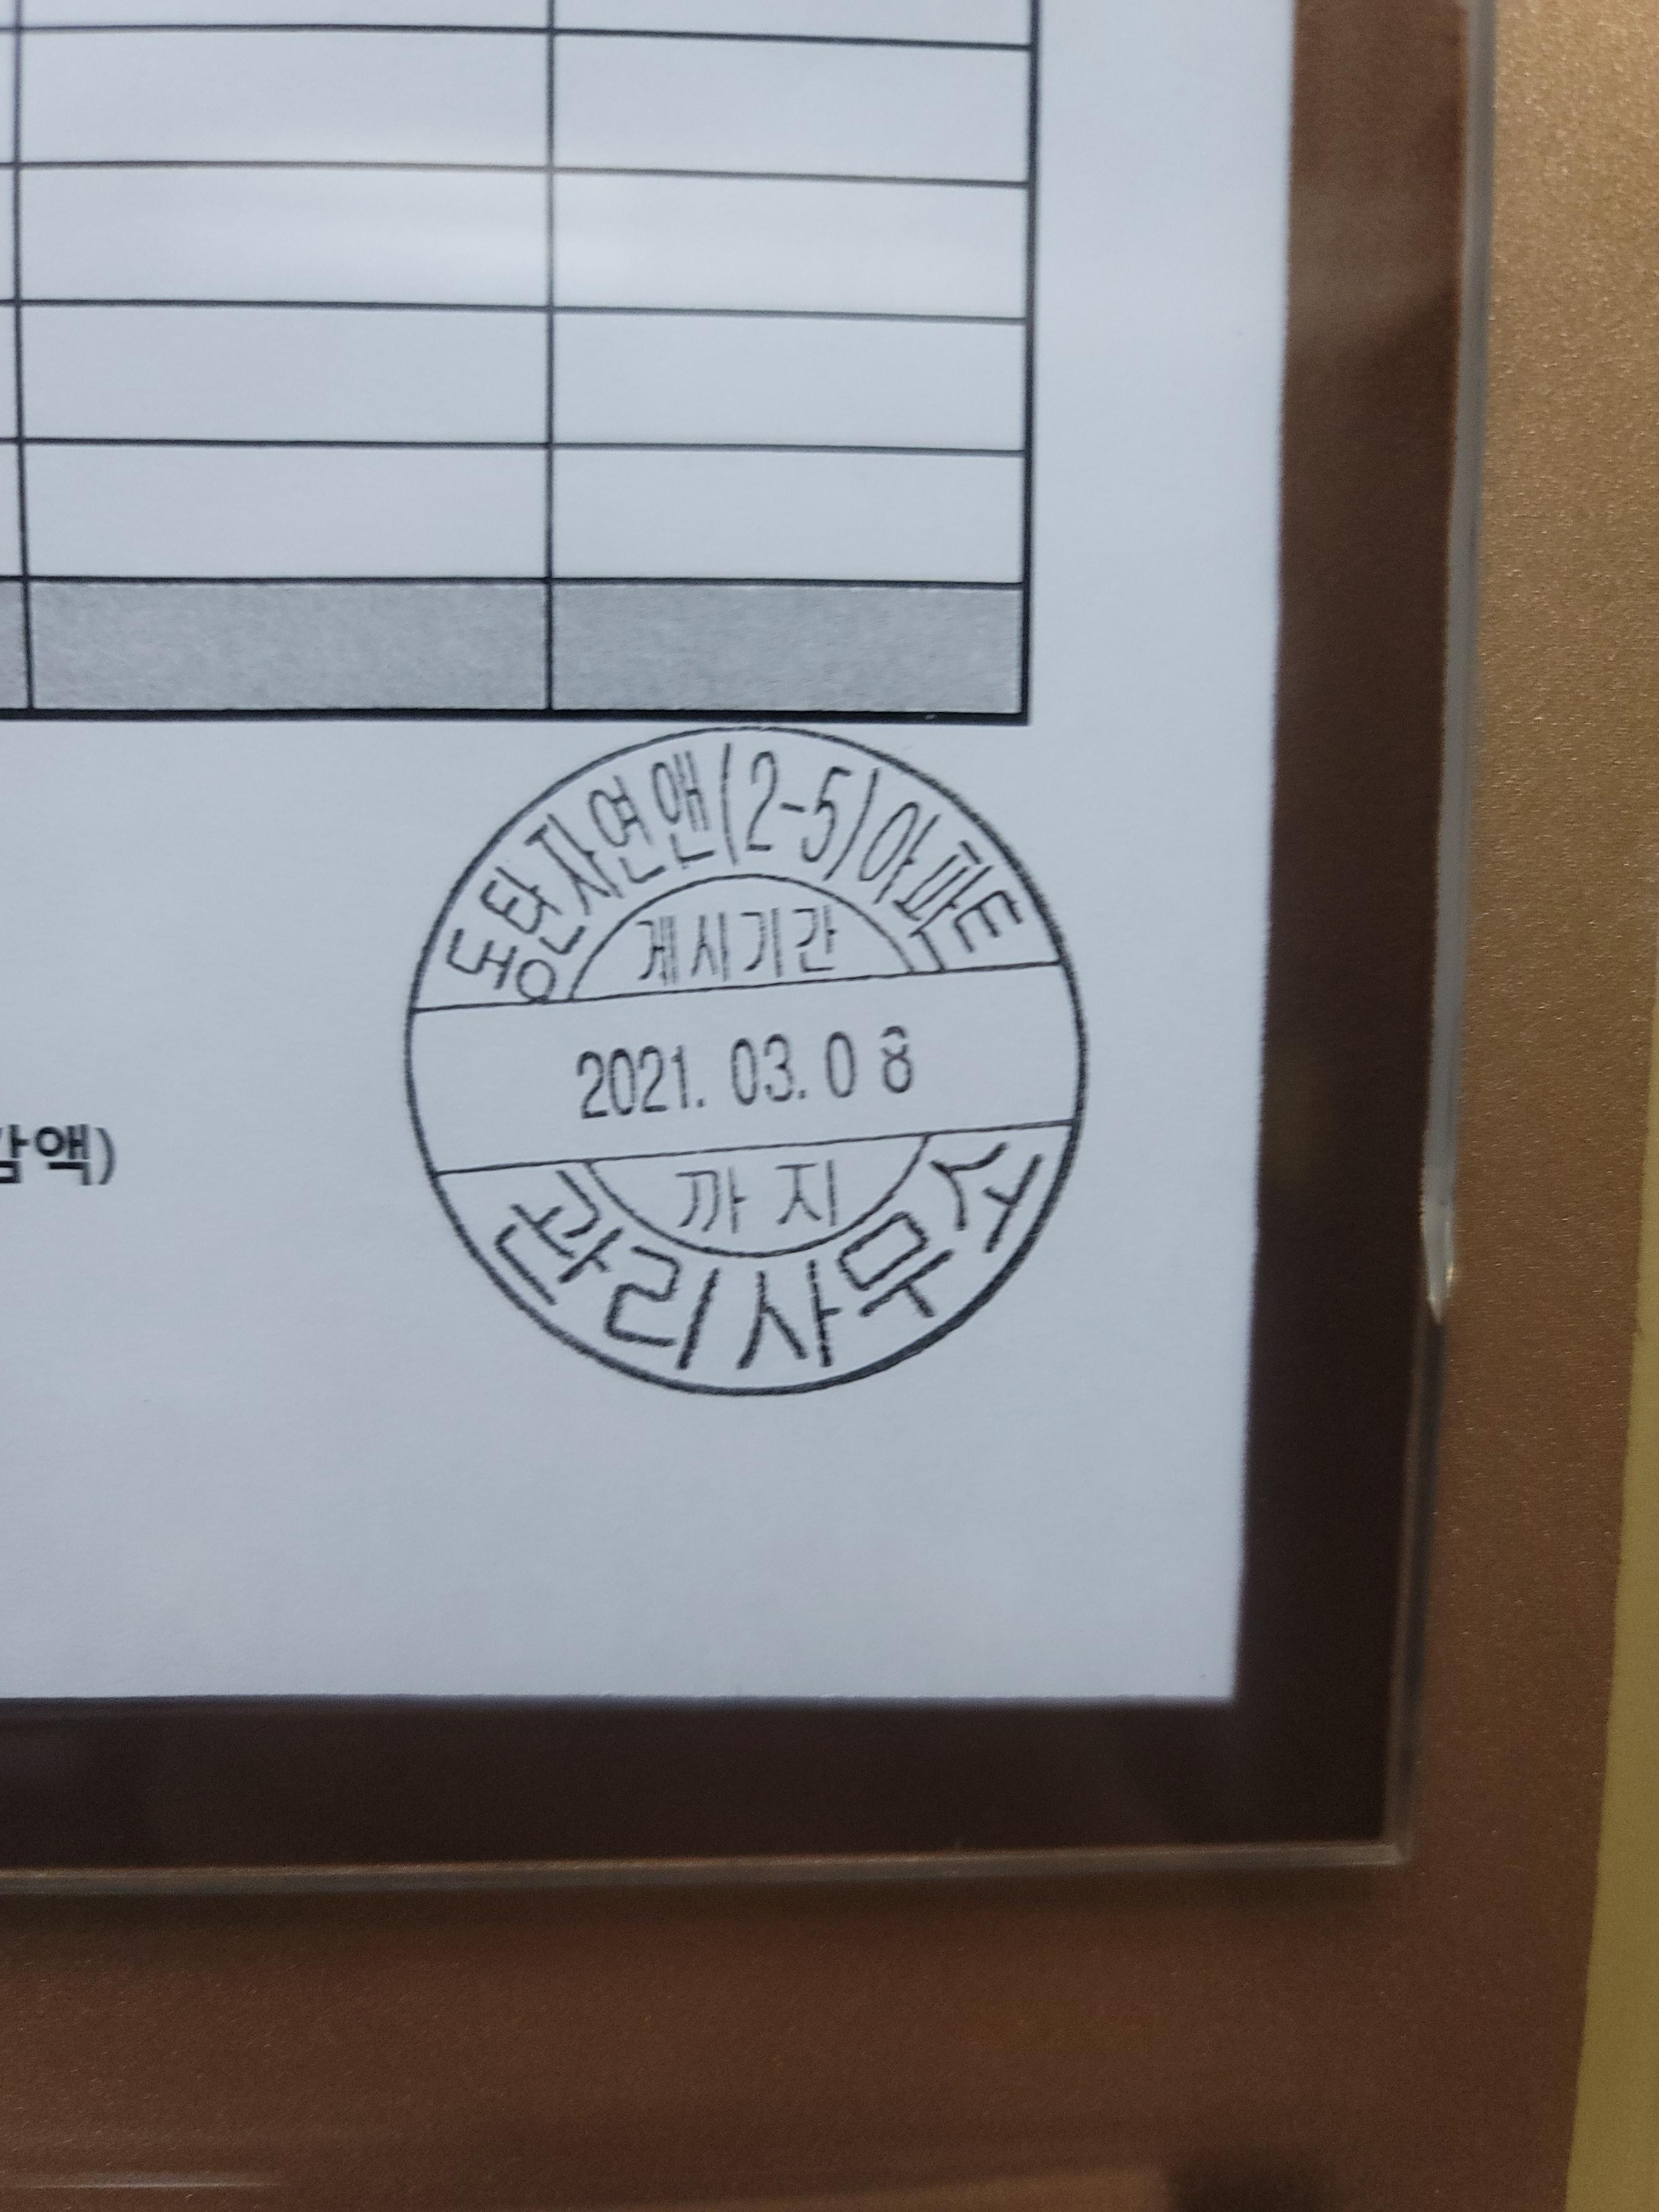 동탄자연앤(2-5)아파트
게시기간
2021. 03. 0 8
까지
관리사무소
감액)